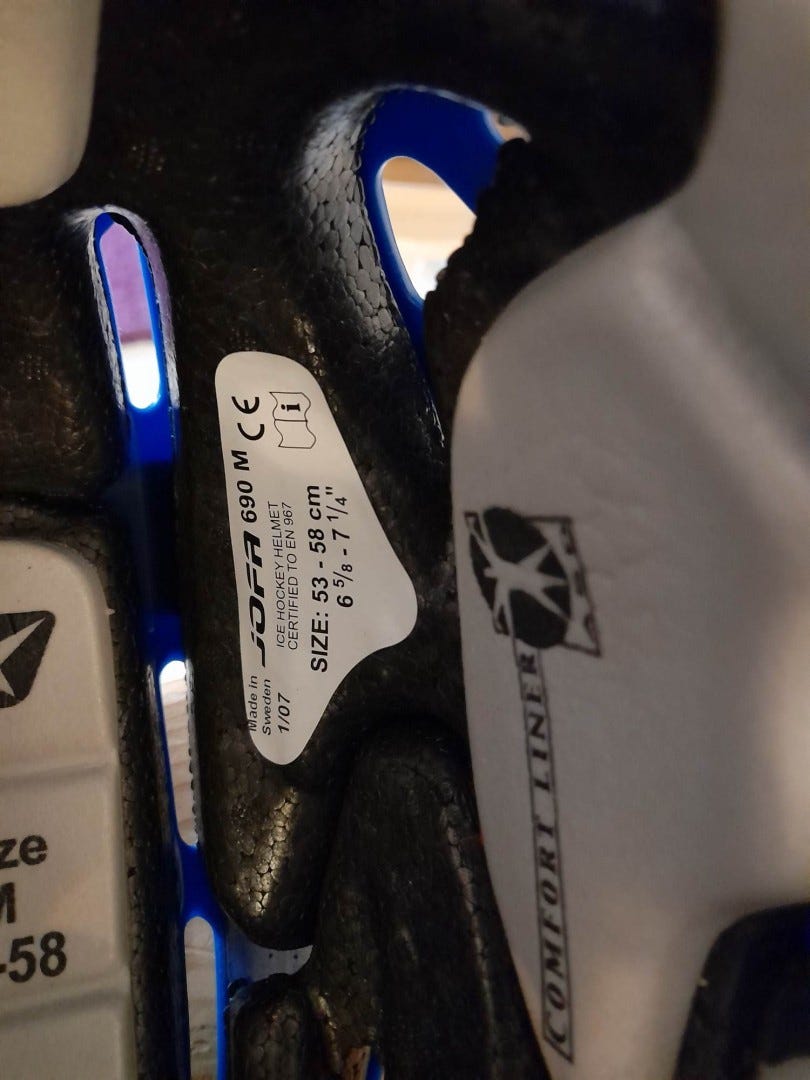 Made in
Sweden
1/07
JOFA 690 M CE
ICE HOCKEY HELMET
CERTIFIED TO EN 967
SIZE: 53 - 58 cm
6 5/8 - 7 1/4"
i
COMFORT LINER
ze
M
-58